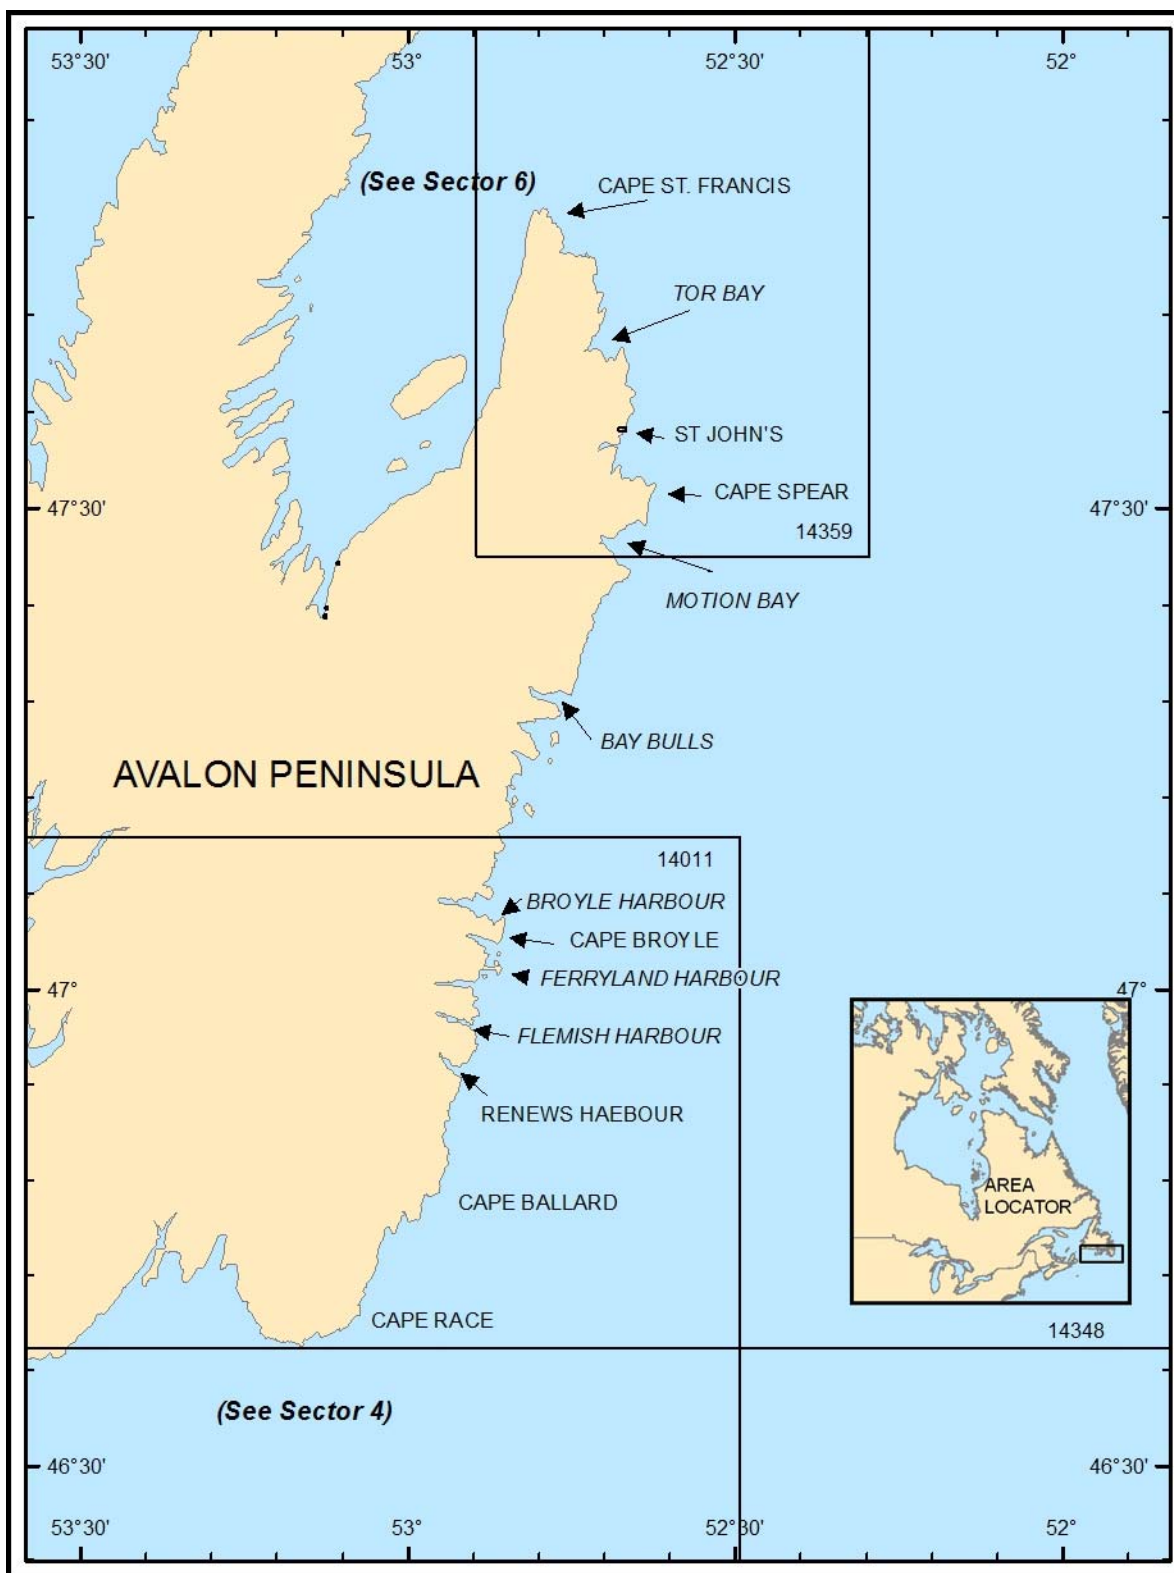 53°30'
53°
52°30'
52°
(See Sector 6)
CAPE ST. FRANCIS
TOR BAY
ST JOHN'S
CAPE SPEAR
47°30'
47°30'
14359
MOTION BAY
BAY BULLS
AVALON PENINSULA
14011
BROYLE HARBOUR
CAPE BROYLE
FERRYLAND HARBOUR
47°
47°
FLEMISH HARBOUR
RENEWS HAEBOUR
AREA
LOCATOR
CAPE BALLARD
CAPE RACE
14348
(See Sector 4)
46°30'
46°30'
53°30'
53°
52°30'
52°